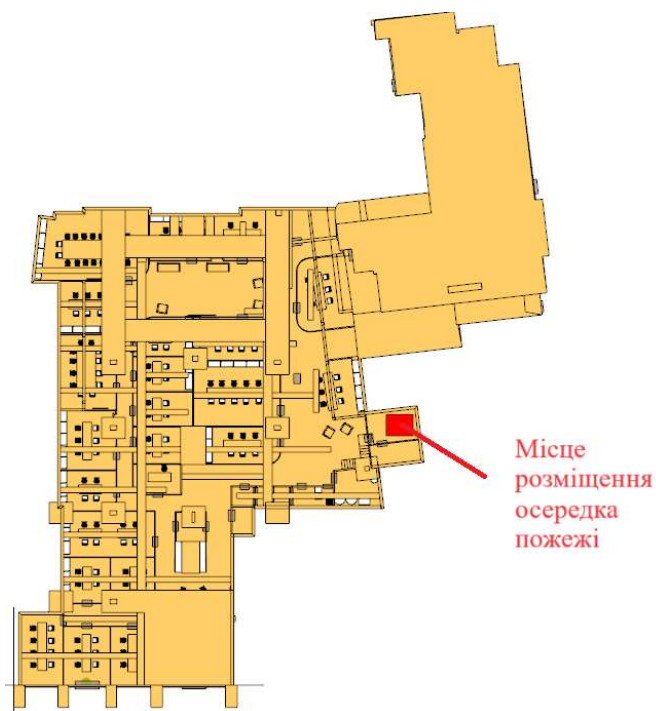 Місце
розміщення
осередка
пожежі